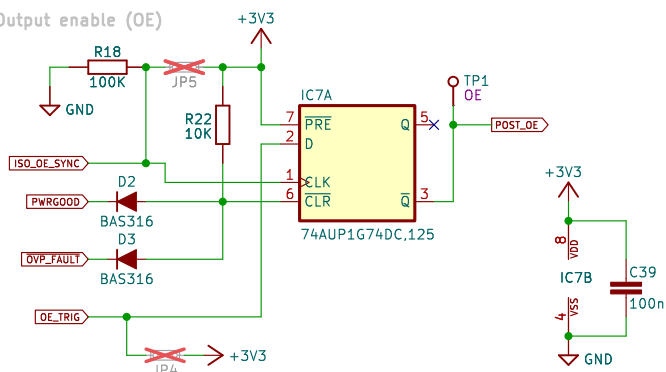 Output enable (OE)
+3V3
R18
100K
JP5
GND
IC7A
TP1
OE
R22
10K
7
PRE
2
D
1
CLK
6
CLR
Q
5
Q
3
POST_OE
ISO_OE_SYNC
D2
PWRGOOD
BAS316
D3
OVP_FAULT
BAS316
74AUP1G74DC,125
OE_TRIG
JP4
+3V3
+3V3
8
VDD
IC7B
4
VSS
C39
100n
GND